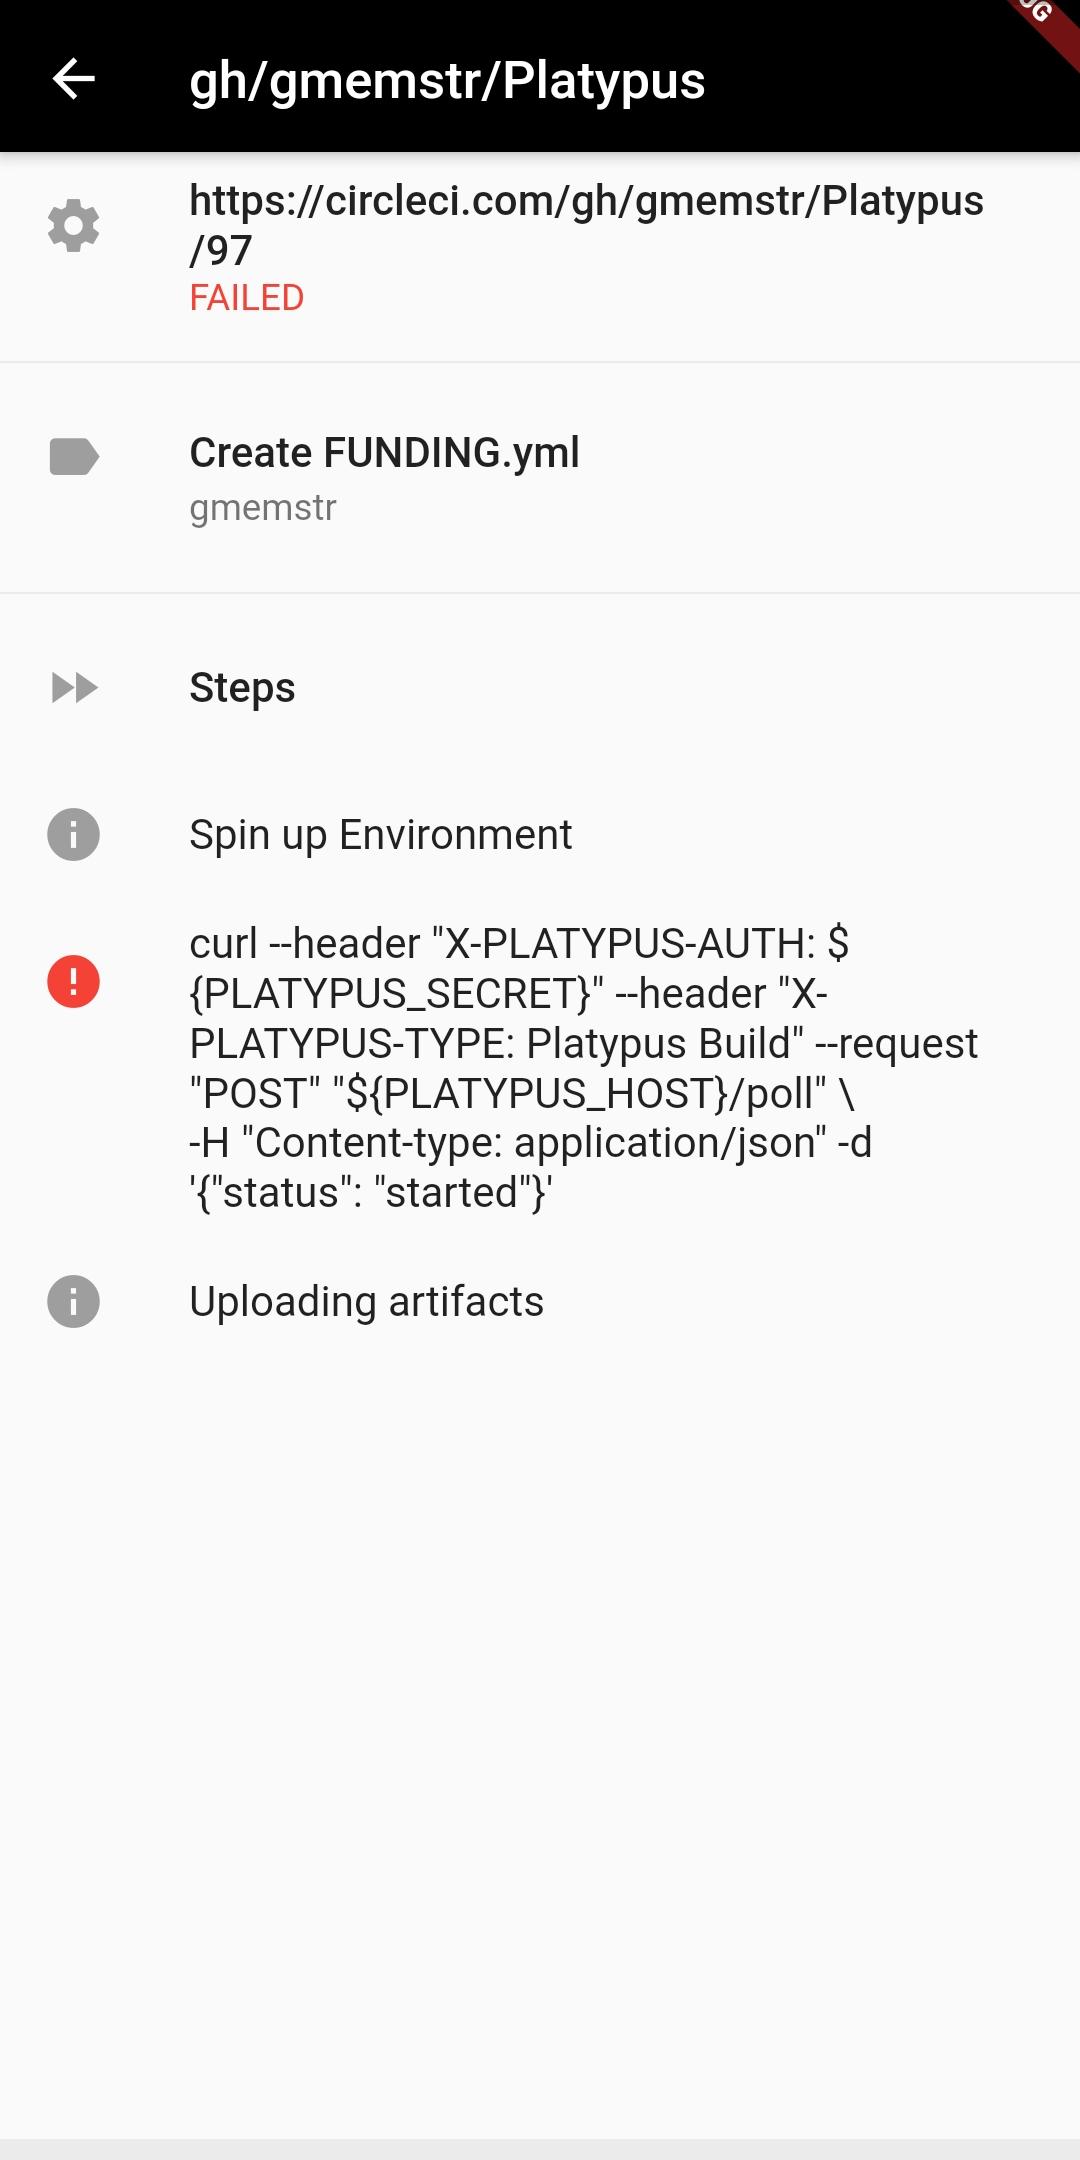 gh/gmemstr/Platypus
https://circleci.com/gh/gmemstr/Platypus
/97
FAILED
Create FUNDING.yml
gmemstr
Steps
Spin up Environment
curl --header "X-PLATYPUS-AUTH: $
{PLATYPUS_SECRET}" --header "X-
PLATYPUS-TYPE: Platypus Build" --request
"POST" "${PLATYPUS_HOST}/poll" \
-H "Content-type: application/json" -d
'{"status": "started"}'
Uploading artifacts